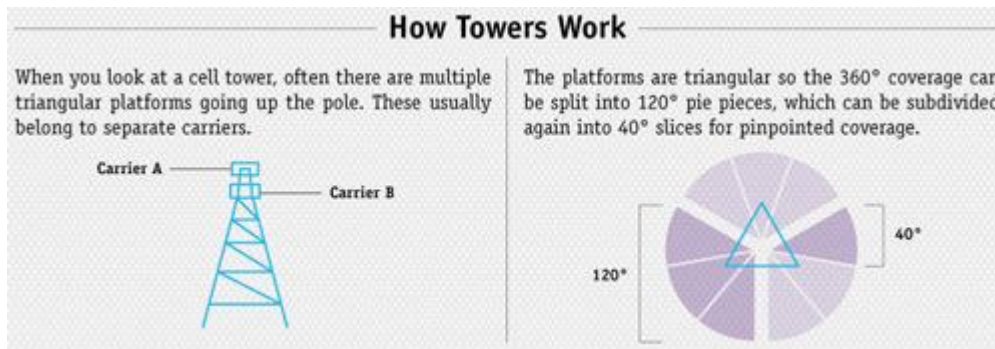 How Towers Work
When you look at a cell tower, often there are multiple
triangular platforms going up the pole. These usually
belong to separate carriers.
Carrier A
Carrier B
The platforms are triangular so the 360° coverage can
be split into 120° pie pieces, which can be subdivided
again into 40° slices for pinpointed coverage.
40°
120°